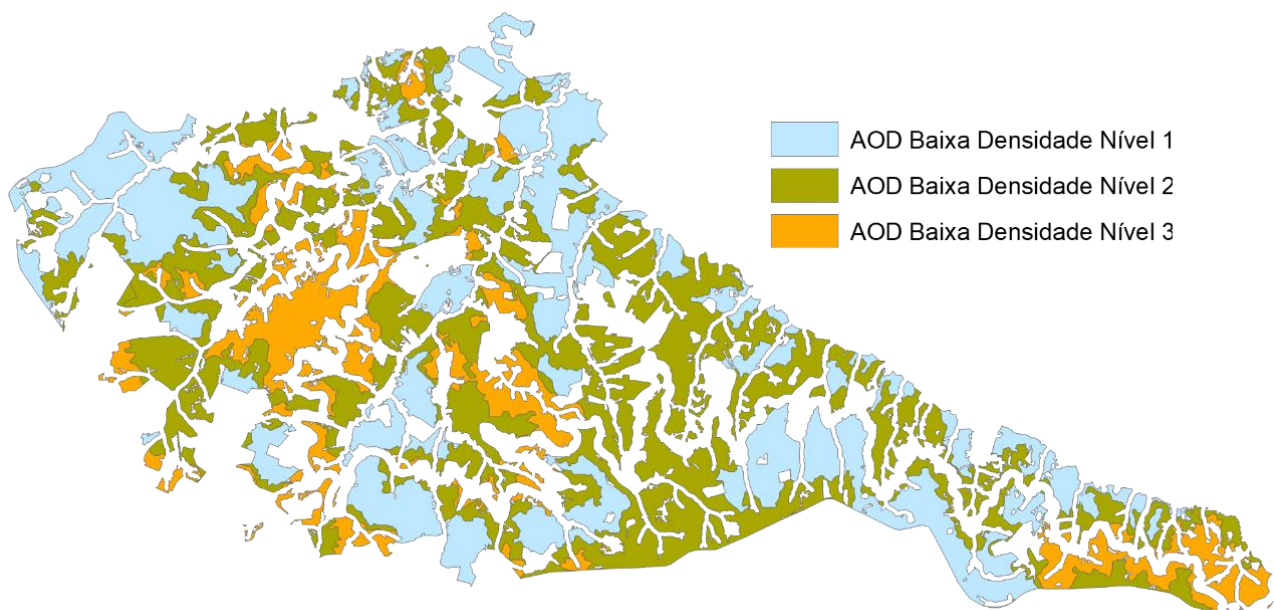 AOD Baixa Densidade Nível 1
AOD Baixa Densidade Nível 2
AOD Baixa Densidade Nível 3